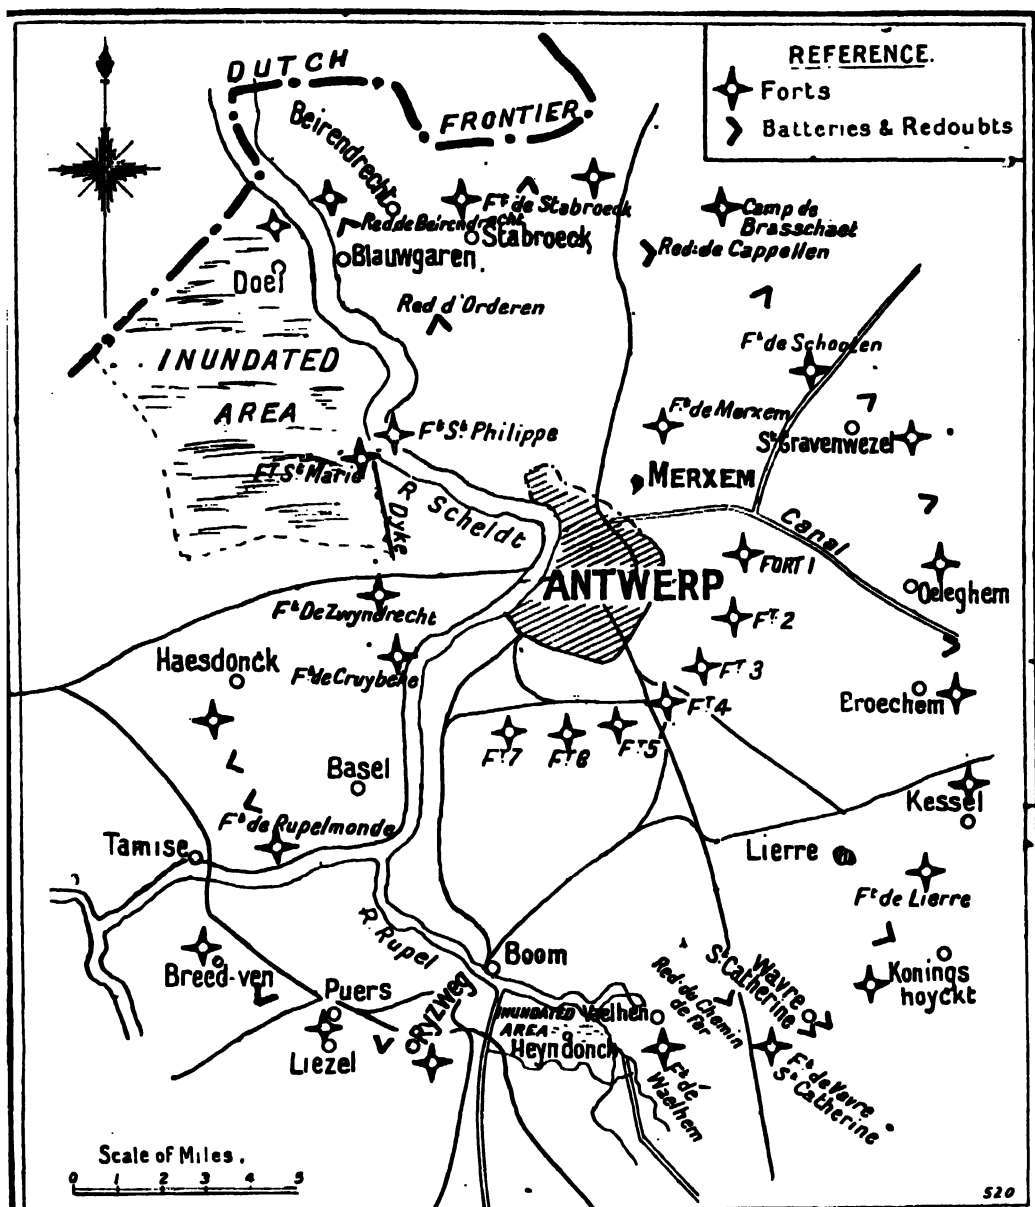 DUTCH
FRONTIER
REFERENCE.
Forts
Batteries & Redoubts
Beirendrecht
Red. de Beirendracht
Ft. de Stabroeck
Stabroeck
Camp de
Brasschaet
Red: de Cappellen
Blauwgaren.
Doel
Red d'Orderen
INUNDATED
AREA
Ft de Schooten
Ft de Merxem
St Gravenwezel
Ft St. Philippe
FT St Marie
MERXEM
R. Scheldt
Dyke
Canal
FORT 1
ANTWERP
Oeleghem
Ft De Zwyndrecht
FT 2
Haesdonck
Ft de Cruybeke
FT 3
FT 4
Broechem
FT 7
FT 8
FT 5
Basel
Kessel
Ft de Rupelmonde
Tamise
Lierre
Ft de Lierre
R. Rupel
Boom
Breed-ven
Konings
hoyckt
Puers
Ryzweg
Liezel
INUNDATED
AREA
Vaelhen
Heyndonck
Red. de Chemin
de far
Wavre
St Catherine
Ft de
Waelhem
Ft de Vavre
St Catherine
Scale of Miles.
0 1 2 3 4 5
520